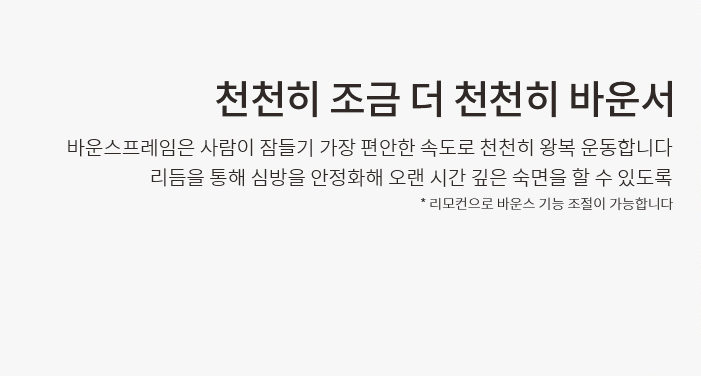 천천히 조금 더 천천히 바운서
바운스프레임은 사람이 잠들기 가장 편안한 속도로 천천히 왕복 운동합니다
리듬을 통해 심방을 안정화해 오랜 시간 깊은 숙면을 할 수 있도록
* 리모컨으로 바운스 기능 조절이 가능합니다